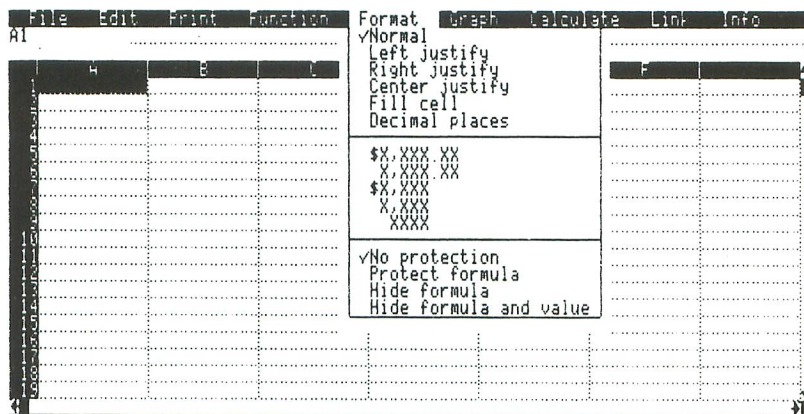 File Edit Print Function Format Graph Calculate Link Info
A1
✓Normal
Left justify
Right justify
Center justify
Fill cell
Decimal places
$X,XXX.XX
X,XXX.XX
$X,XXX
X,XXX
XXXX
✓No protection
Protect formula
Hide formula
Hide formula and value
A B C F
1
2
3
4
5
6
7
8
9
10
11
12
13
14
15
16
17
18
19